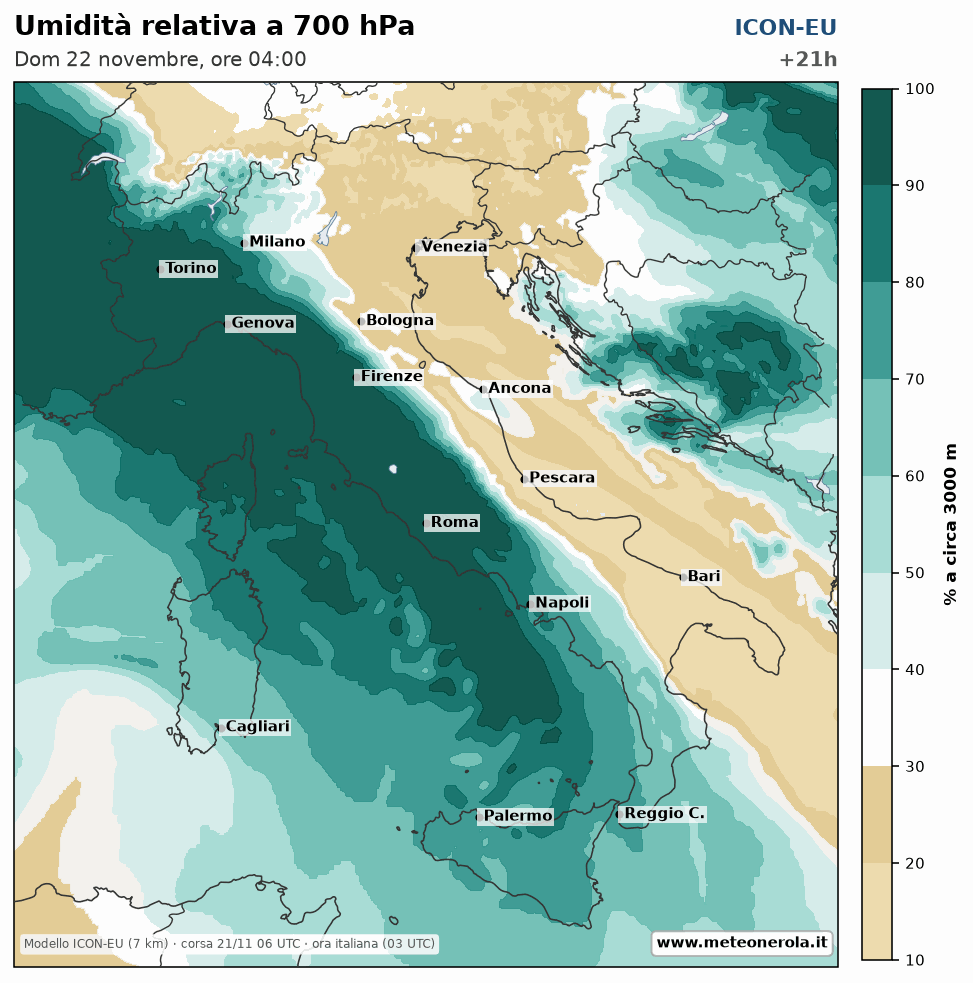 Umidità relativa a 700 hPa
ICON-EU
Dom 22 novembre, ore 04:00
+21h
Milano
Venezia
Torino
Genova
Bologna
Firenze
Ancona
Pescara
Roma
Bari
Napoli
Cagliari
Palermo
Reggio C.
100
90
80
70
60
50
40
30
20
10
% a circa 3000 m
Modello ICON-EU (7 km) · corsa 21/11 06 UTC · ora italiana (03 UTC)
www.meteonerola.it